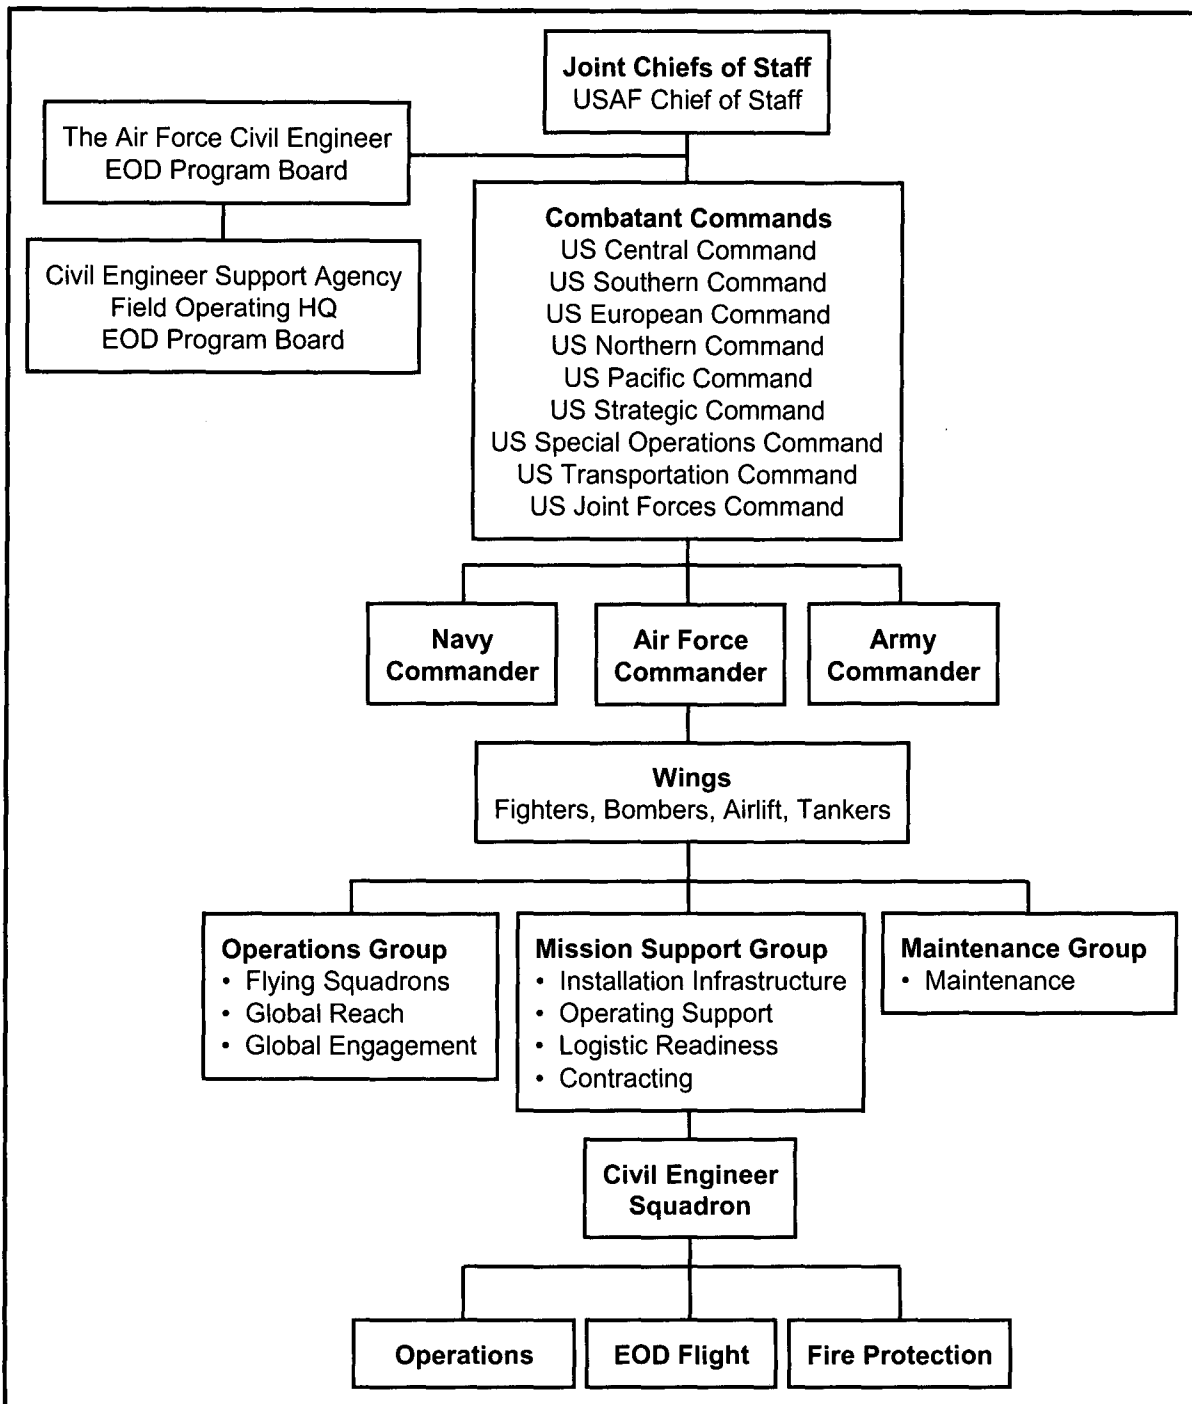 Joint Chiefs of Staff
USAF Chief of Staff
The Air Force Civil Engineer
EOD Program Board
Civil Engineer Support Agency
Field Operating HQ
EOD Program Board
Combatant Commands
US Central Command
US Southern Command
US European Command
US Northern Command
US Pacific Command
US Strategic Command
US Special Operations Command
US Transportation Command
US Joint Forces Command
Navy
Commander
Air Force
Commander
Army
Commander
Wings
Fighters, Bombers, Airlift, Tankers
Operations Group
• Flying Squadrons
• Global Reach
• Global Engagement
Mission Support Group
• Installation Infrastructure
• Operating Support
• Logistic Readiness
• Contracting
Maintenance Group
• Maintenance
Civil Engineer
Squadron
Operations
EOD Flight
Fire Protection